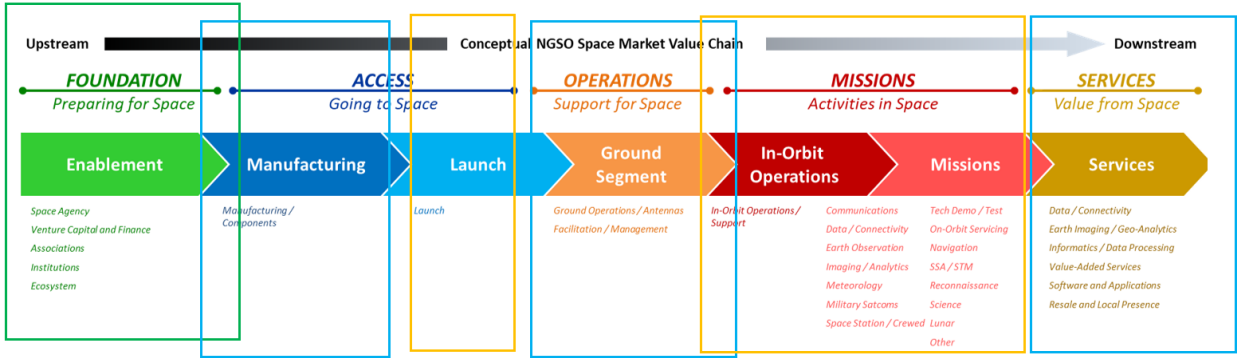 Upstream Conceptual NGSO Space Market Value Chain Downstream
FOUNDATION ACCESS OPERATIONS MISSIONS SERVICES
Preparing for Space Going to Space Support for Space Activities in Space Value from Space
Enablement Manufacturing Launch Ground Segment In-Orbit Operations Missions Services
Space Agency
Venture Capital and Finance
Associations
Institutions
Ecosystem
Manufacturing /
Components
Launch
Ground Operations / Antennas
Facilitation / Management
In-Orbit Operations /
Support
Communications
Data / Connectivity
Earth Observation
Imaging / Analytics
Meteorology
Military Satcoms
Space Station / Crewed
Tech Demo / Test
On-Orbit Servicing
Navigation
SSA / STM
Reconnaissance
Science
Lunar
Other
Data / Connectivity
Earth Imaging / Geo-Analytics
Informatics / Data Processing
Value-Added Services
Software and Applications
Resale and Local Presence